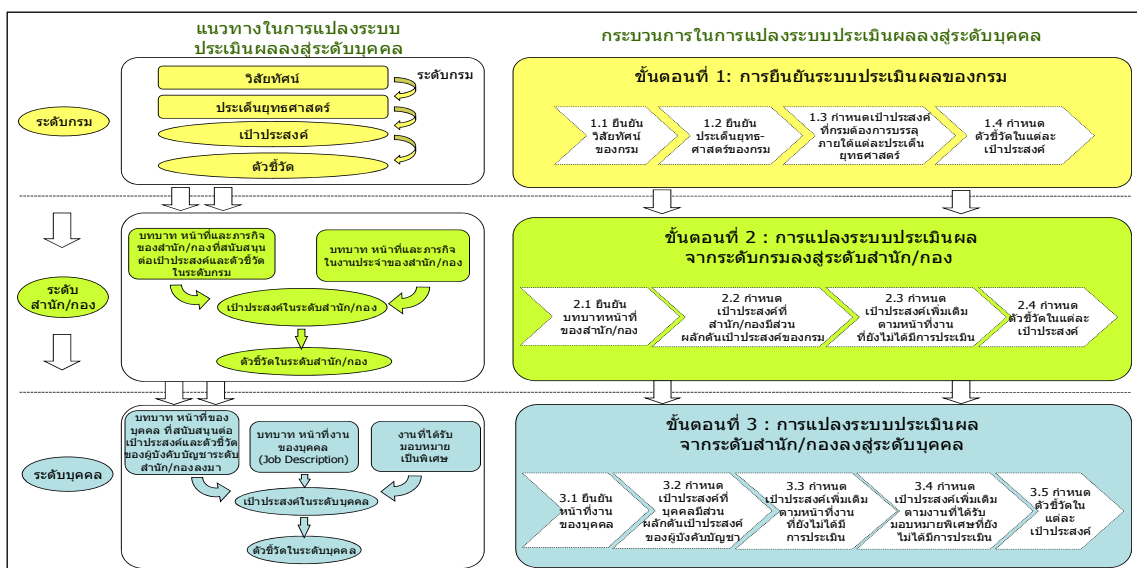 แนวทางในการแปลงระบบ
ประเมินผลลงสู่ระดับบุคคล
กระบวนการในการแปลงระบบประเมินผลลงสู่ระดับบุคคล
ระดับกรม
วิสัยทัศน์
ระดับกรม
ประเด็นยุทธศาสตร์
เป้าประสงค์
ตัวชี้วัด
ขั้นตอนที่ 1: การยืนยันระบบประเมินผลของกรม
1.1 ยืนยัน
วิสัยทัศน์
ของกรม
1.2 ยืนยัน
ประเด็นยุทธ-
ศาสตร์ของกรม
1.3 กำหนดเป้าประสงค์
ที่กรมต้องการบรรลุ
ภายใต้แต่ละประเด็น
ยุทธศาสตร์
1.4 กำหนด
ตัวชี้วัดในแต่ละ
เป้าประสงค์
ระดับ
สำนัก/กอง
บทบาท หน้าที่และภารกิจ
ของสำนัก/กองที่สนับสนุน
ต่อเป้าประสงค์และตัวชี้วัด
ในระดับกรม
บทบาท หน้าที่และภารกิจ
ในงานประจำของสำนัก/กอง
เป้าประสงค์ในระดับสำนัก/กอง
ตัวชี้วัดในระดับสำนัก/กอง
ขั้นตอนที่ 2 : การแปลงระบบประเมินผล
จากระดับกรมลงสู่ระดับสำนัก/กอง
2.1 ยืนยัน
บทบาทหน้าที่
ของสำนัก/กอง
2.2 กำหนด
เป้าประสงค์ที่
สำนัก/กองมีส่วน
ผลักดันเป้าประสงค์ของกรม
2.3 กำหนด
เป้าประสงค์เพิ่มเติม
ตามหน้าที่งาน
ที่ยังไม่ได้มีการประเมิน
2.4 กำหนด
ตัวชี้วัดในแต่ละ
เป้าประสงค์
ระดับบุคคล
บทบาท หน้าที่ของ
บุคคล ที่สนับสนุนต่อ
เป้าประสงค์และตัวชี้วัด
ของผู้บังคับบัญชาระดับ
สำนัก/กองลงมา
บทบาท หน้าที่งาน
ของบุคคล
(Job Description)
งานที่ได้รับ
มอบหมาย
เป็นพิเศษ
เป้าประสงค์ในระดับบุคคล
ตัวชี้วัดในระดับบุคคล
ขั้นตอนที่ 3 : การแปลงระบบประเมินผล
จากระดับสำนัก/กองลงสู่ระดับบุคคล
3.1 ยืนยัน
หน้าที่งาน
ของบุคคล
3.2 กำหนด
เป้าประสงค์ที่
บุคคลมีส่วน
ผลักดันเป้าประสงค์
ของผู้บังคับบัญชา
3.3 กำหนด
เป้าประสงค์เพิ่มเติม
ตามหน้าที่งาน
ที่ยังไม่ได้มี
การประเมิน
3.4 กำหนด
เป้าประสงค์เพิ่มเติม
ตามงานที่ได้รับ
มอบหมายพิเศษที่ยัง
ไม่ได้มีการประเมิน
3.5 กำหนด
ตัวชี้วัดใน
แต่ละ
เป้าประสงค์